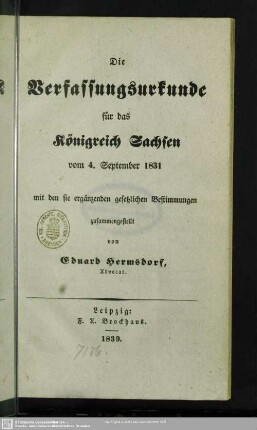 Die
Verfassungsurkunde
für das
Königreich Sachsen
vom 4. September 1831
mit den sie ergänzenden gesetzlichen Bestimmungen
zusammengestellt
von
Eduard Hermsdorf,
Advocat.
Leipzig:
F. A. Brockhaus.
1839.